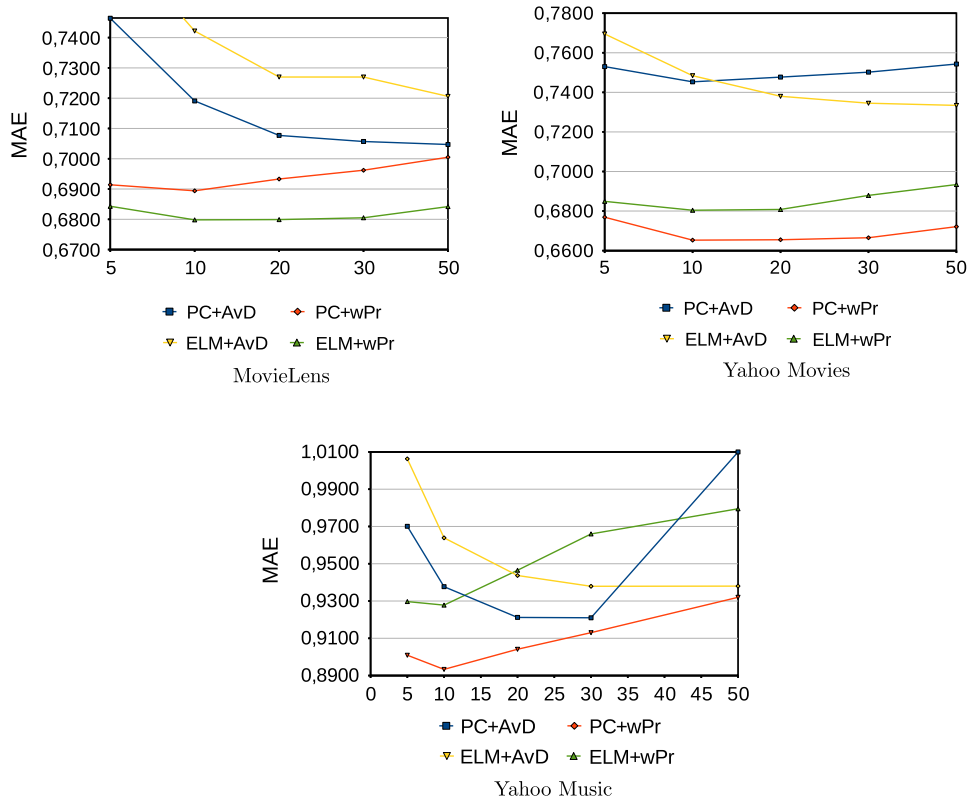 0,7400
0,7300
0,7200
0,7100
0,7000
0,6900
0,6800
0,6700
MAE
5 10 20 30 50
PC+AvD PC+wPr
ELM+AvD ELM+wPr
MovieLens
0,7800
0,7600
0,7400
0,7200
0,7000
0,6800
0,6600
MAE
5 10 20 30 50
PC+AvD PC+wPr
ELM+AvD ELM+wPr
Yahoo Movies
1,0100
0,9900
0,9700
0,9500
0,9300
0,9100
0,8900
MAE
0 5 10 15 20 25 30 35 40 45 50
PC+AvD PC+wPr
ELM+AvD ELM+wPr
Yahoo Music